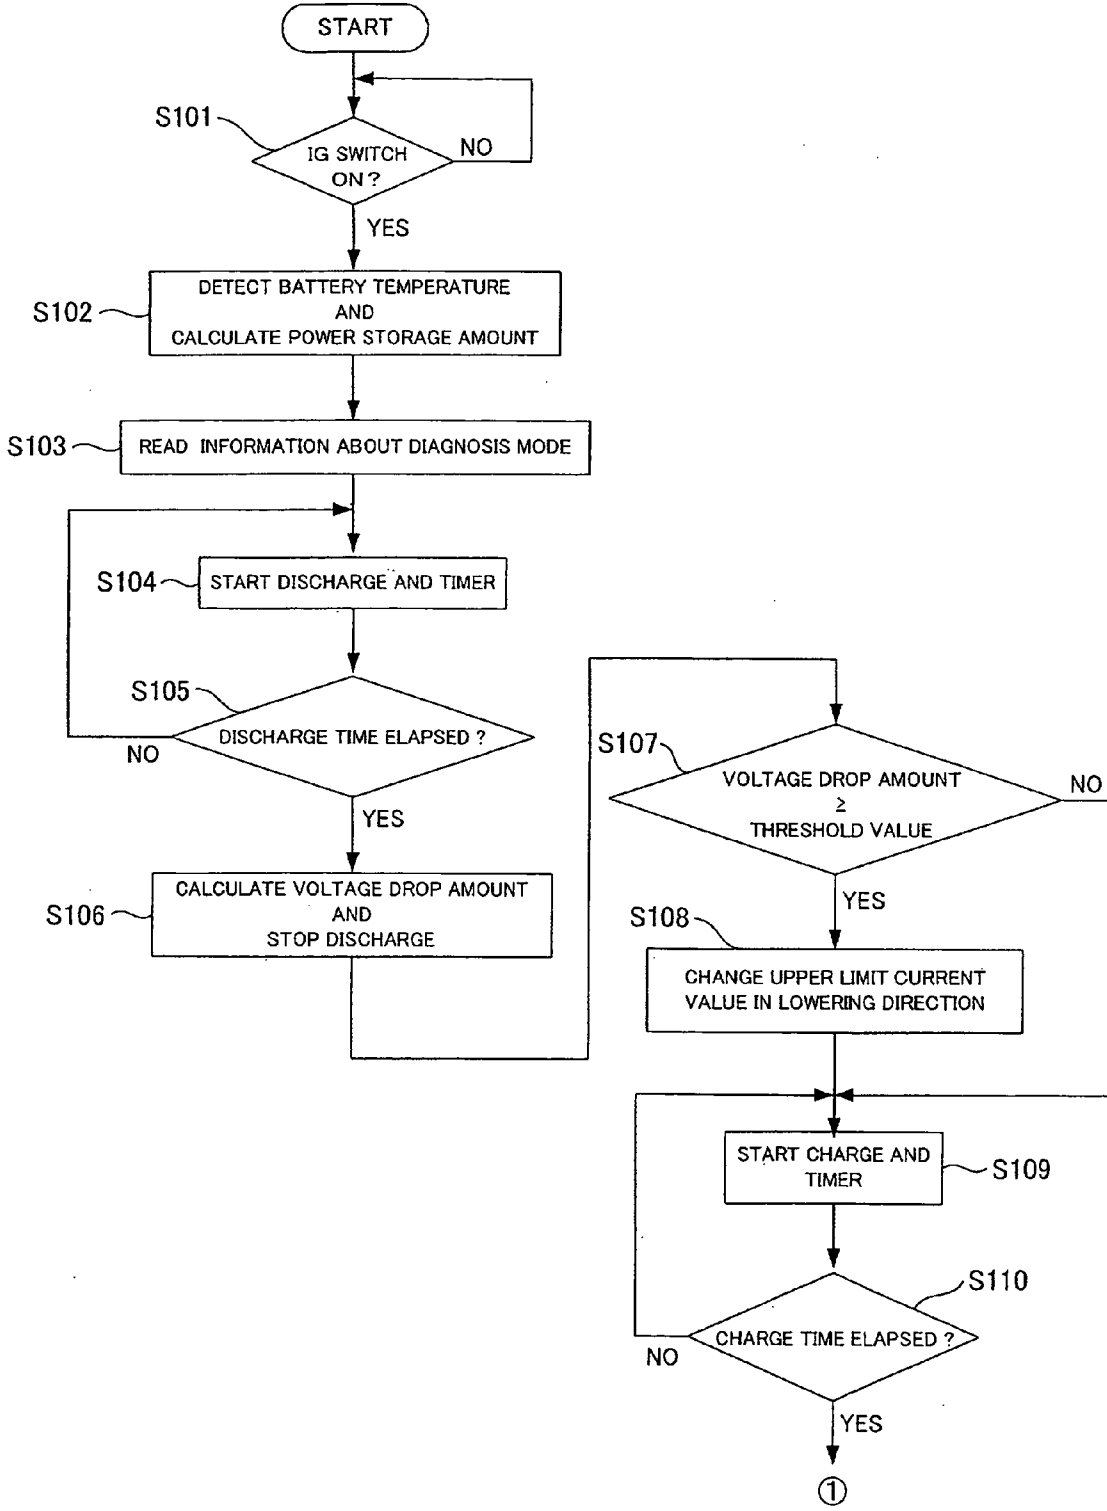 START
S101
IG SWITCH
ON ?
NO
YES
S102
DETECT BATTERY TEMPERATURE
AND
CALCULATE POWER STORAGE AMOUNT
S103
READ INFORMATION ABOUT DIAGNOSIS MODE
S104
START DISCHARGE AND TIMER
S105
DISCHARGE TIME ELAPSED ?
NO
YES
S106
CALCULATE VOLTAGE DROP AMOUNT
AND
STOP DISCHARGE
S107
VOLTAGE DROP AMOUNT
≥
THRESHOLD VALUE
NO
YES
S108
CHANGE UPPER LIMIT CURRENT
VALUE IN LOWERING DIRECTION
START CHARGE AND
TIMER
S109
S110
CHARGE TIME ELAPSED ?
NO
YES
①